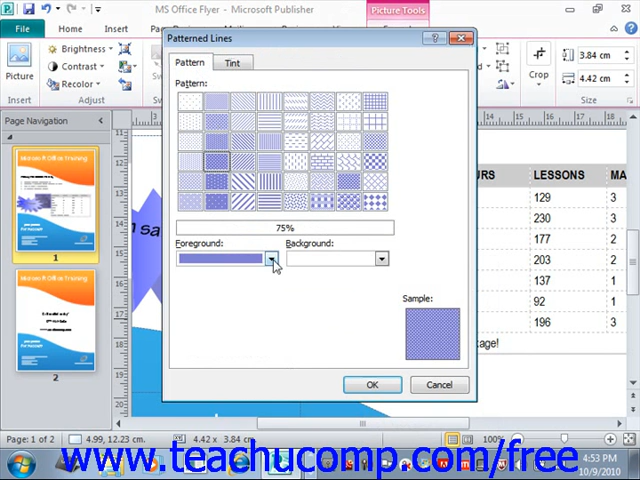 MS Office Flyer - Microsoft Publisher
Picture Tools
File
Home
Insert
Patterned Lines
Picture
Brightness
Contrast
Recolor
Insert
Adjust
Crop
3.84 cm
4.42 cm
Size
Page Navigation
Pattern
Tint
Pattern:
75%
Foreground:
Background:
Sample:
OK
Cancel
1
2
LESSONS
129 3
230 3
177 2
203 2
137 1
92 1
196 3
Page: 1 of 2
4.99, 12.23 cm.
4.42 x 3.84 cm.
100%
4:53 PM
10/9/2010
www.teachucomp.com/free